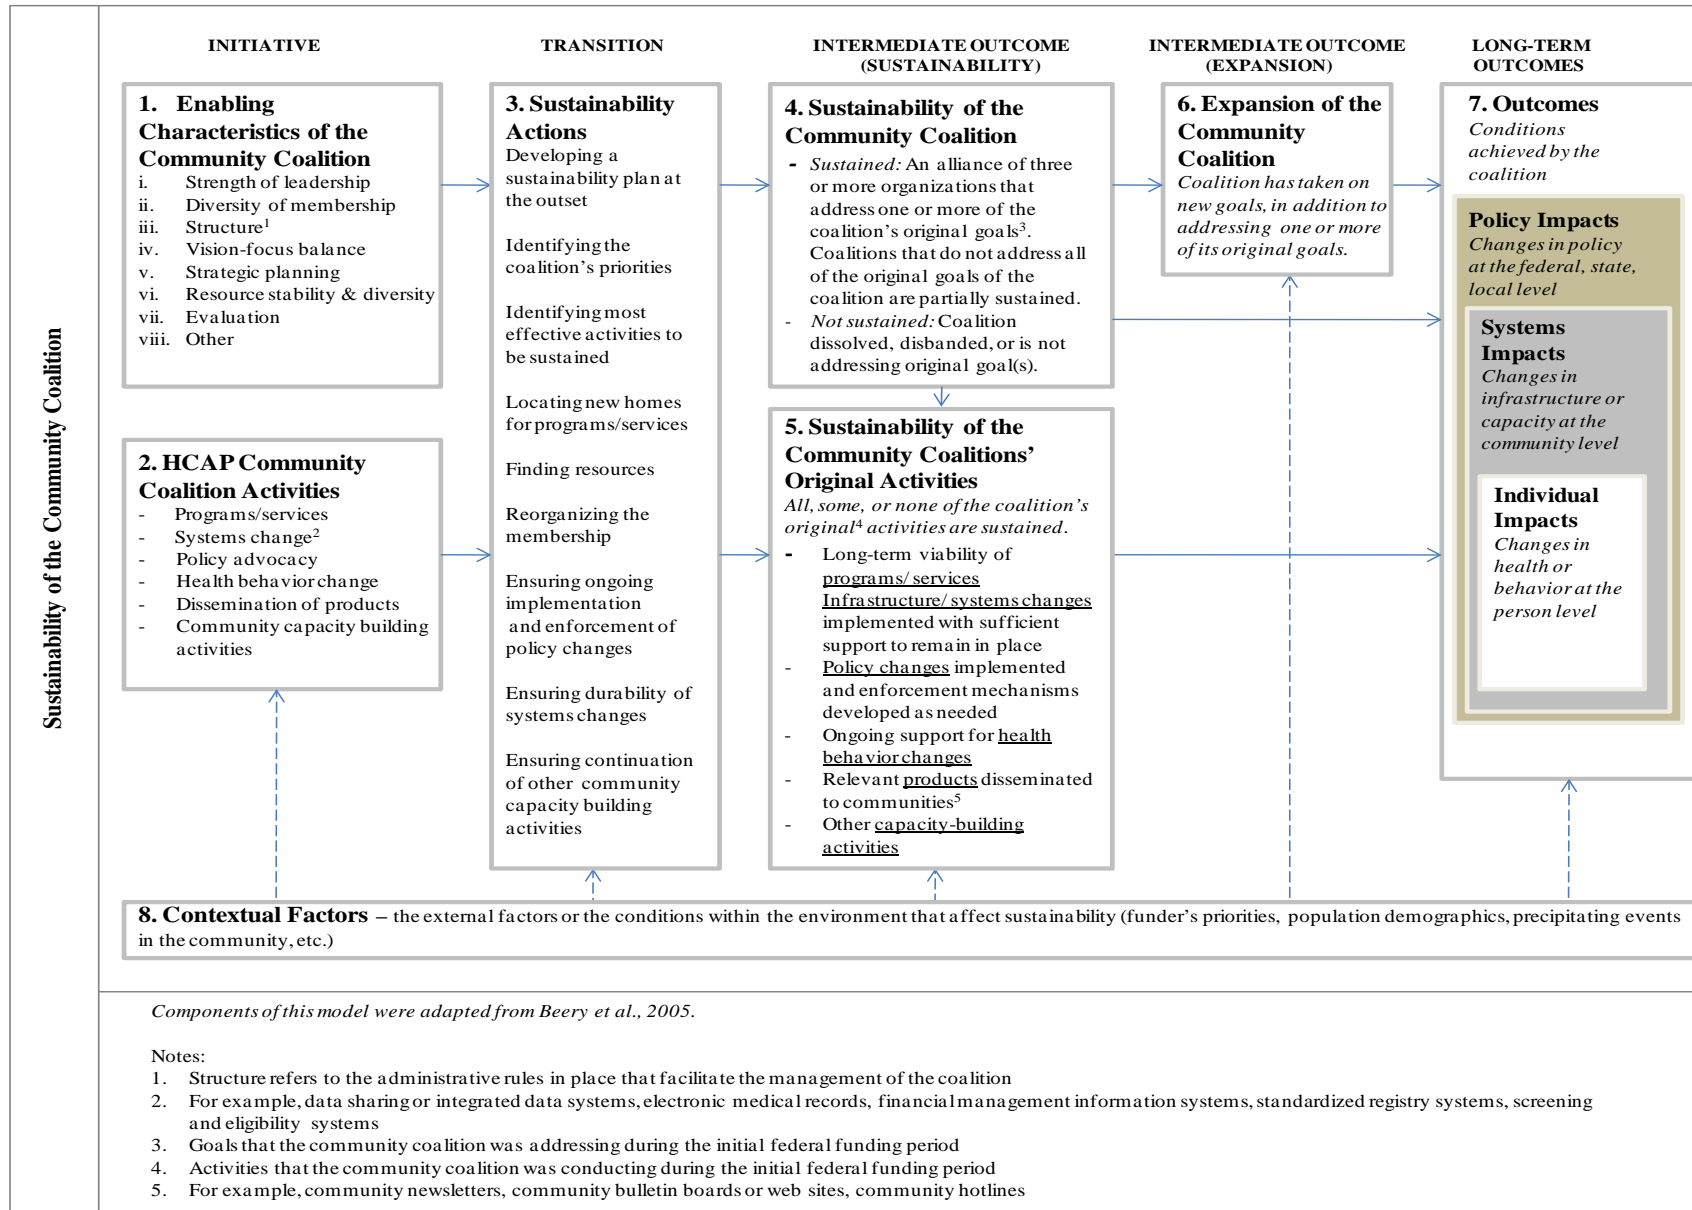 Sustainability of the Community Coalition
INITIATIVE
TRANSITION
INTERMEDIATE OUTCOME
(SUSTAINABILITY)
INTERMEDIATE OUTCOME
(EXPANSION)
LONG-TERM
OUTCOMES
1. Enabling
Characteristics of the
Community Coalition
i. Strength of leadership
ii. Diversity of membership
iii. Structure¹
iv. Vision-focus balance
v. Strategic planning
vi. Resource stability & diversity
vii. Evaluation
viii. Other
2. HCAP Community
Coalition Activities
- Programs/services
- Systems change²
- Policy advocacy
- Health behavior change
- Dissemination of products
- Community capacity building
activities
3. Sustainability
Actions
Developing a
sustainability plan at
the outset
Identifying the
coalition's priorities
Identifying most
effective activities to
be sustained
Locating new homes
for programs/services
Finding resources
Reorganizing the
membership
Ensuring ongoing
implementation
and enforcement of
policy changes
Ensuring durability of
systems changes
Ensuring continuation
of other community
capacity building
activities
4. Sustainability of the
Community Coalition
- Sustained: An alliance of three
or more organizations that
address one or more of the
coalition's original goals³.
Coalitions that do not address all
of the original goals of the
coalition are partially sustained.
- Not sustained: Coalition
dissolved, disbanded, or is not
addressing original goal(s).
5. Sustainability of the
Community Coalitions'
Original Activities
All, some, or none of the coalition's
original⁴ activities are sustained.
- Long-term viability of
programs/ services
Infrastructure/ systems changes
implemented with sufficient
support to remain in place
- Policy changes implemented
and enforcement mechanisms
developed as needed
- Ongoing support for health
behavior changes
- Relevant products disseminated
to communities⁵
- Other capacity-building
activities
6. Expansion of the
Community
Coalition
Coalition has taken on
new goals, in addition to
addressing one or more
of its original goals.
7. Outcomes
Conditions
achieved by the
coalition
Policy Impacts
Changes in policy
at the federal, state,
local level
Systems
Impacts
Changes in
infrastructure or
capacity at the
community level
Individual
Impacts
Changes in
health or
behavior at the
person level
8. Contextual Factors – the external factors or the conditions within the environment that affect sustainability (funder's priorities, population demographics, precipitating events
in the community, etc.)
Components of this model were adapted from Beery et al., 2005.
Notes:
1. Structure refers to the administrative rules in place that facilitate the management of the coalition
2. For example, data sharing or integrated data systems, electronic medical records, financial management information systems, standardized registry systems, screening
and eligibility systems
3. Goals that the community coalition was addressing during the initial federal funding period
4. Activities that the community coalition was conducting during the initial federal funding period
5. For example, community newsletters, community bulletin boards or web sites, community hotlines